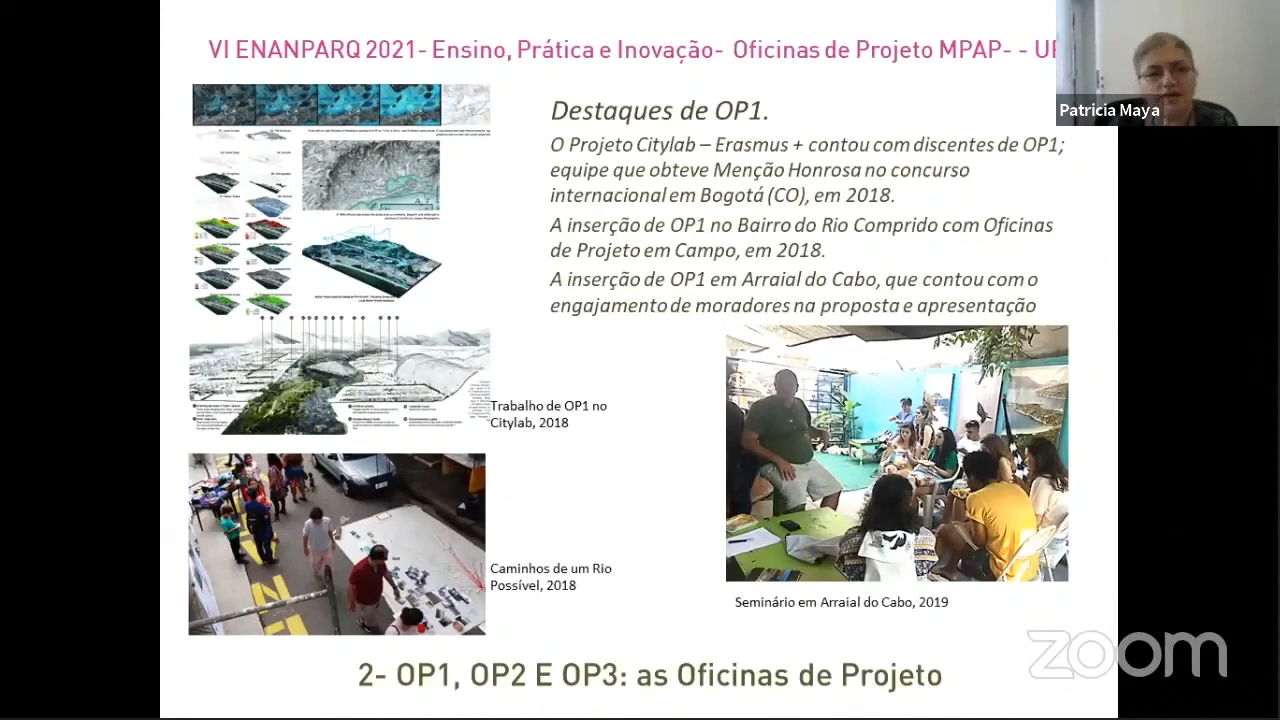 VI ENANPARQ 2021- Ensino, Prática e Inovação- Oficinas de Projeto MPAP- - UF
Patricia Maya
Destaques de OP1.
O Projeto Citylab – Erasmus + contou com discentes de OP1;
equipe que obteve Menção Honrosa no concurso
internacional em Bogotá (CO), em 2018.
A inserção de OP1 no Bairro do Rio Comprido com Oficinas
de Projeto em Campo, em 2018.
A inserção de OP1 em Arraial do Cabo, que contou com o
engajamento de moradores na proposta e apresentação
Trabalho de OP1 no
Citylab, 2018
Caminhos de um Rio
Possível, 2018
Seminário em Arraial do Cabo, 2019
zoom
2- OP1, OP2 E OP3: as Oficinas de Projeto